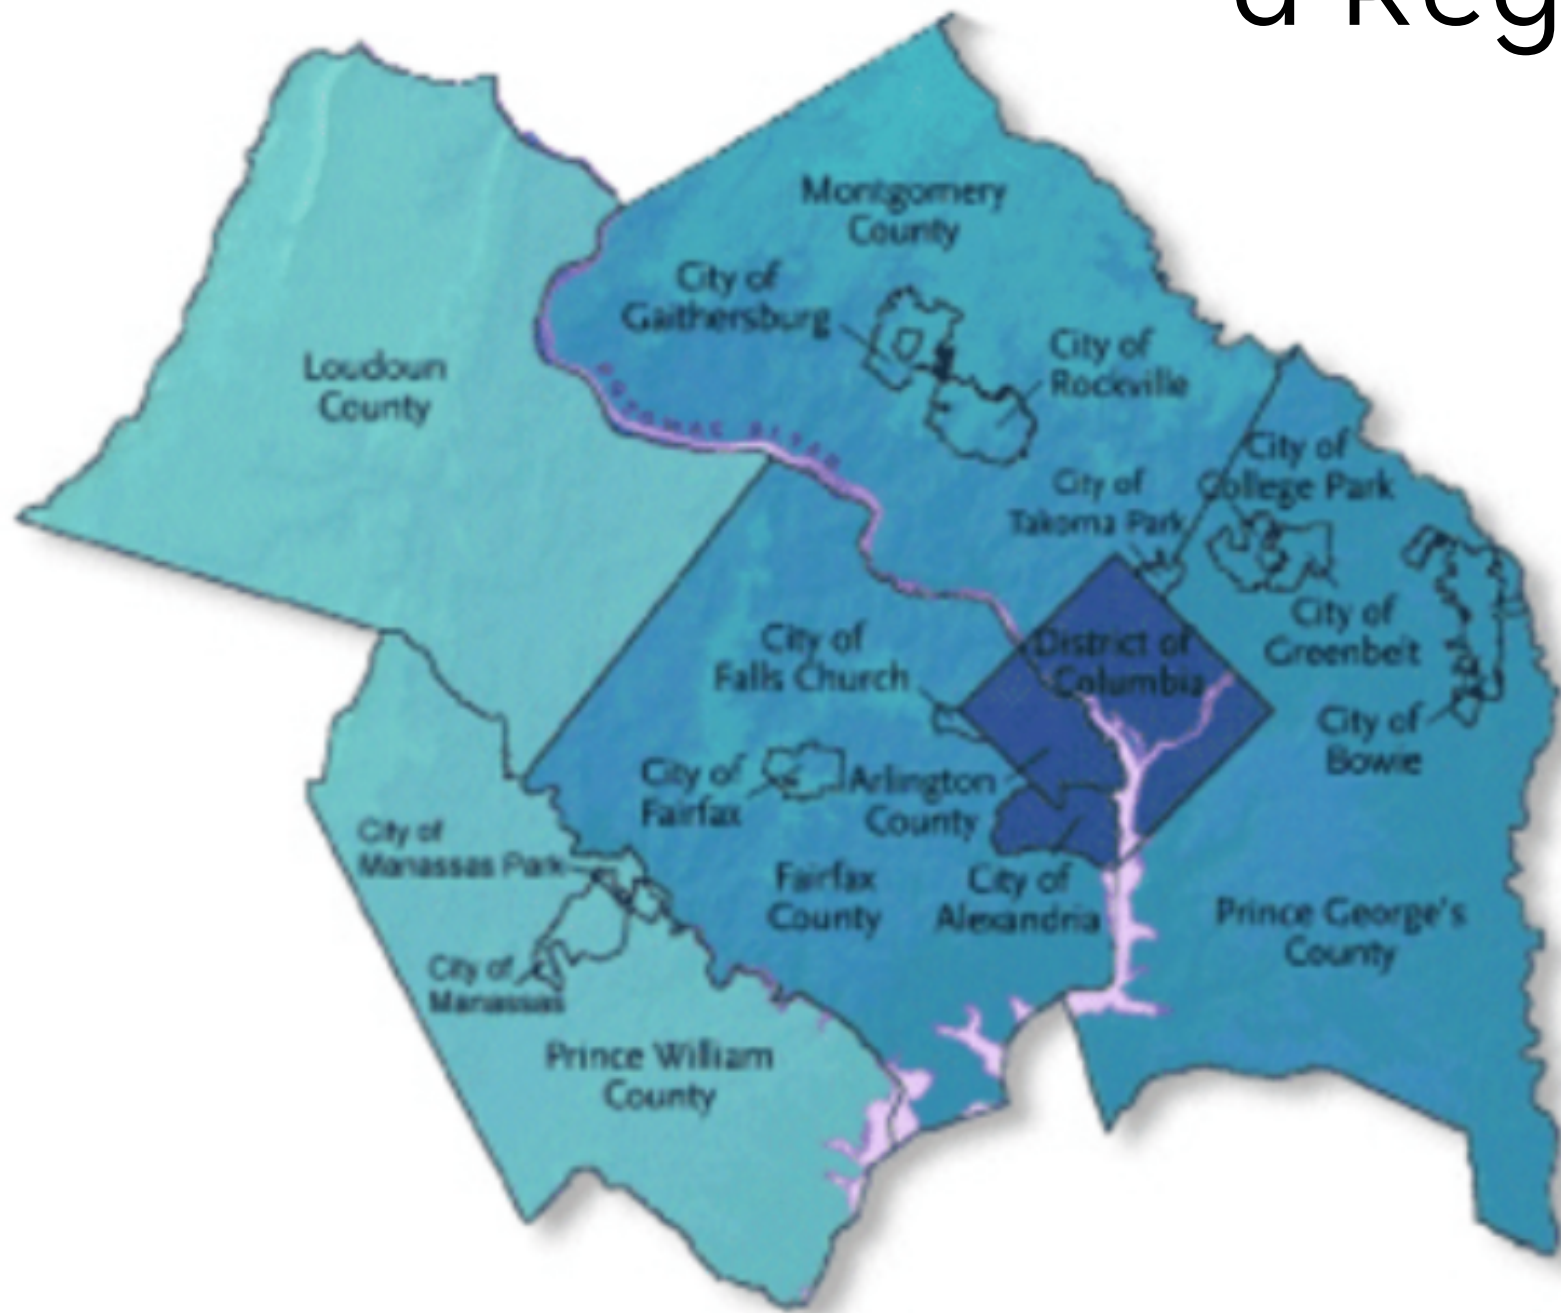 d Reg
Montgomery
County
City of
Gaithersburg
City of
Rockville
Loudoun
County
POTOMAC RIVER
City of
College Park
City of
Takoma Park
City of
Greenbelt
District of
Columbia
City of
Falls Church
City of
Bowie
City of
Fairfax
Arlington
County
City of
Manassas Park
Fairfax
County
City of
Alexandria
Prince George's
County
City of
Manassas
Prince William
County